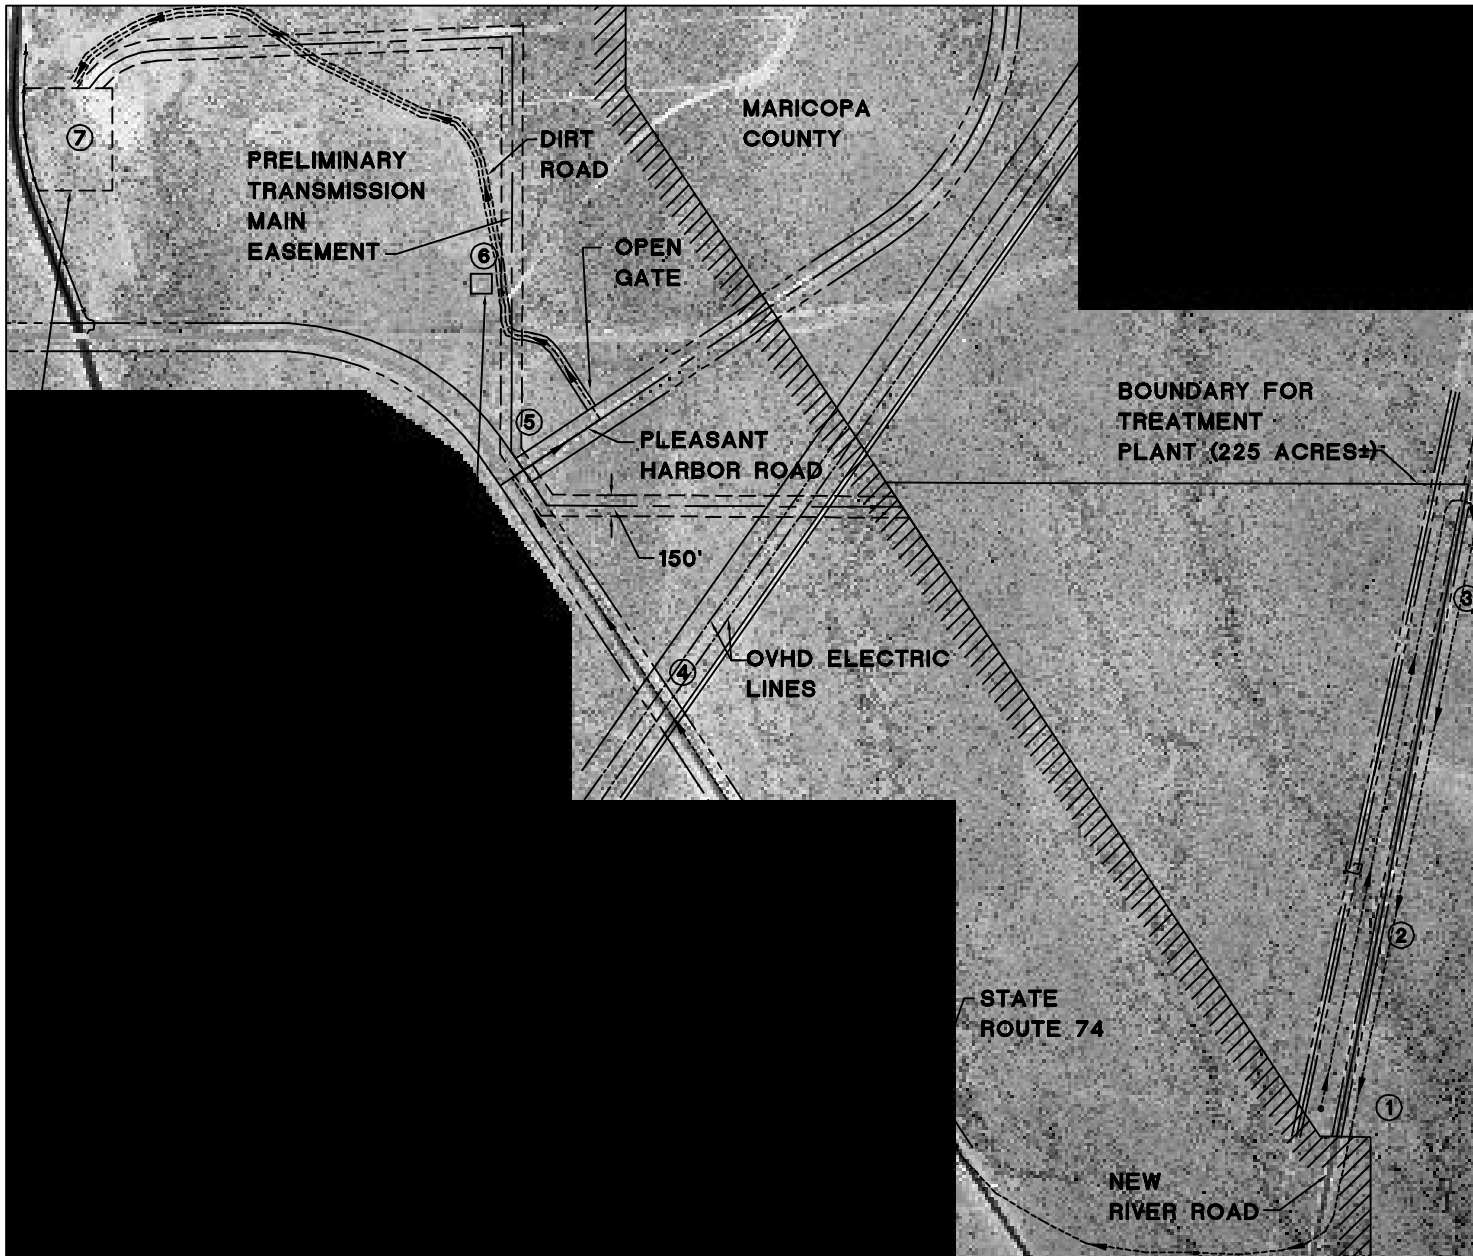 MARICOPA
COUNTY
DIRT
ROAD
7
PRELIMINARY
TRANSMISSION
MAIN
EASEMENT
6
OPEN
GATE
BOUNDARY FOR
TREATMENT
PLANT (225 ACRES±)
5
PLEASANT
HARBOR ROAD
150'
3
4
OVHD ELECTRIC
LINES
2
STATE
ROUTE 74
1
NEW
RIVER ROAD